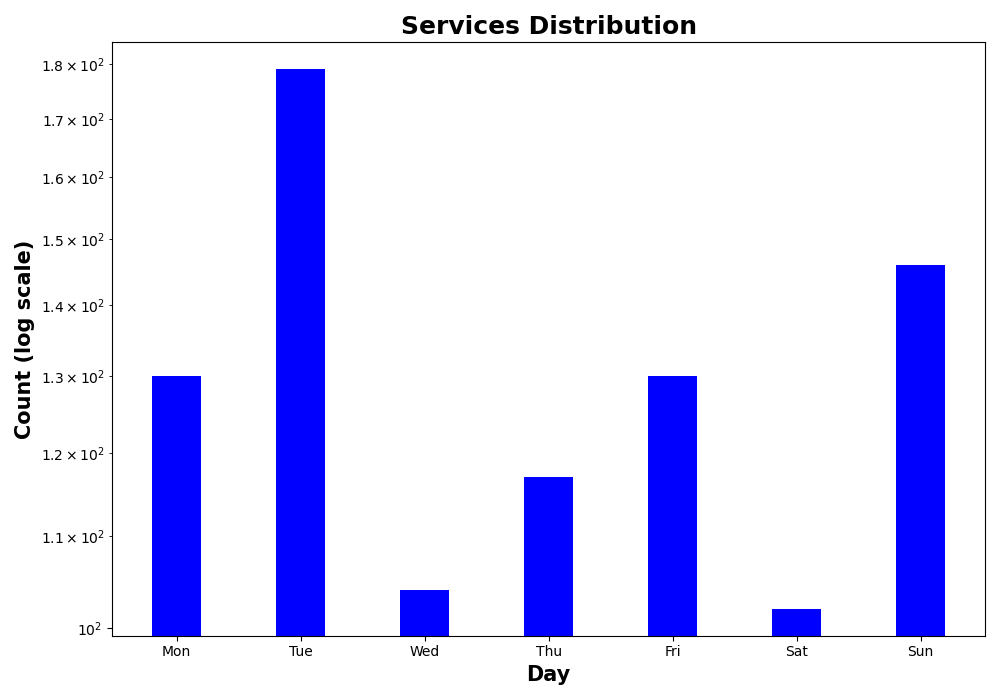 Services Distribution
Count (log scale)
1.8 × 10²
1.7 × 10²
1.6 × 10²
1.5 × 10²
1.4 × 10²
1.3 × 10²
1.2 × 10²
1.1 × 10²
10²
Mon Tue Wed Thu Fri Sat Sun
Day